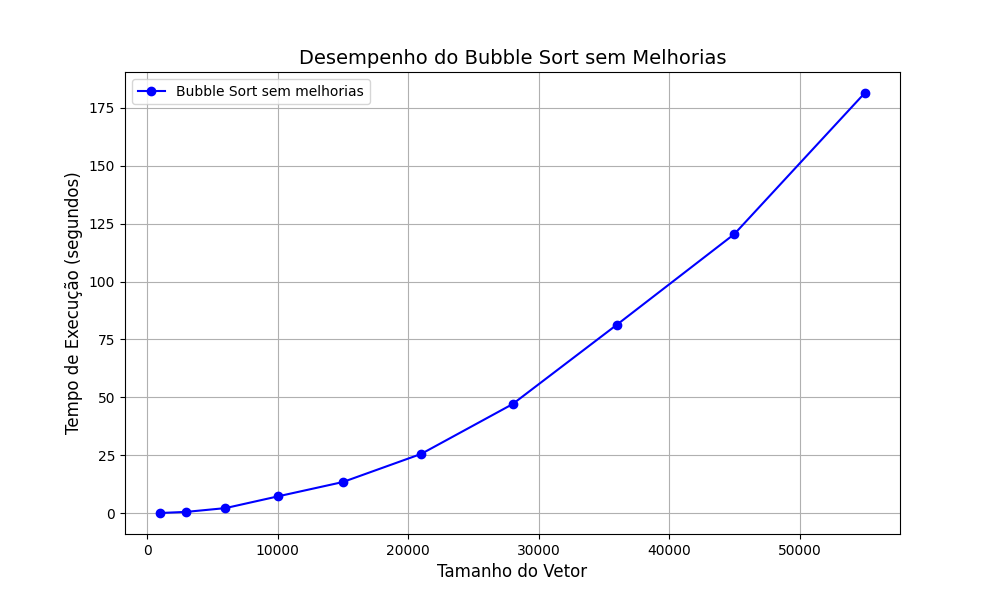 Desempenho do Bubble Sort sem Melhorias
Bubble Sort sem melhorias
Tempo de Execução (segundos)
175
150
125
100
75
50
25
0
0 10000 20000 30000 40000 50000
Tamanho do Vetor